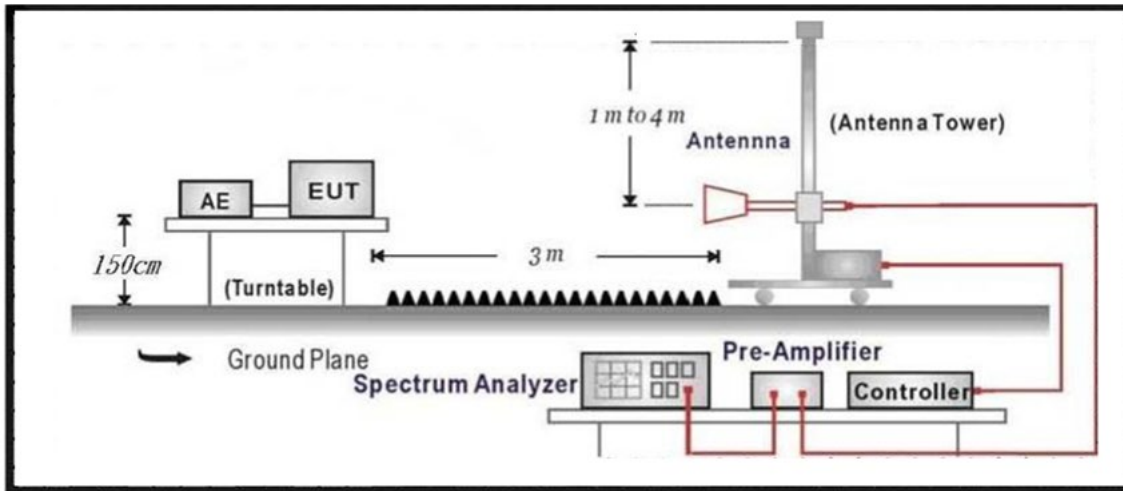 1 m to 4 m
(Antenna Tower)
Antennna
EUT
AE
150cm
3 m
(Turntable)
Ground Plane
Pre-Amplifier
Spectrum Analyzer
Controller